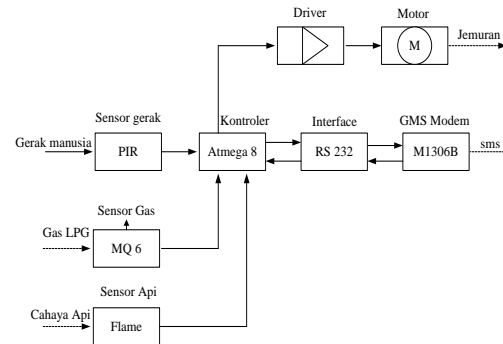 Driver
Motor
M
Jemuran
Sensor gerak
Kontroler
Interface
GMS Modem
Gerak manusia
PIR
Atmega 8
RS 232
M1306B
sms
Sensor Gas
Gas LPG
MQ 6
Sensor Api
Cahaya Api
Flame